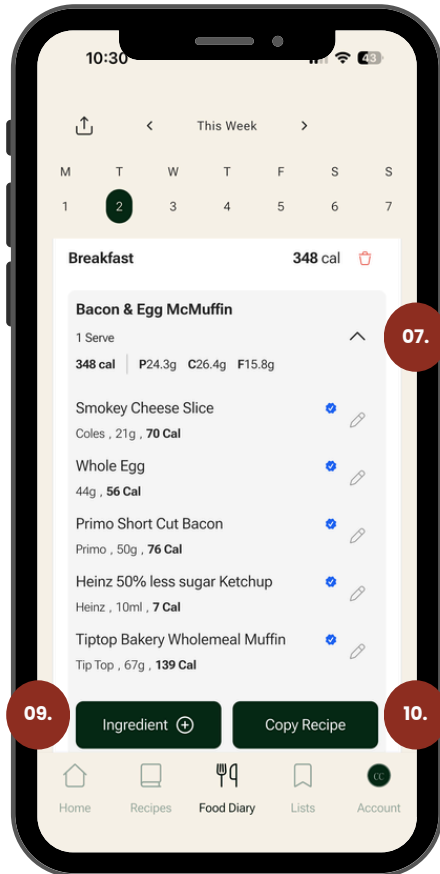 10:30
43
This Week
M T W T F S S
1 2 3 4 5 6 7
Breakfast 348 cal
Bacon & Egg McMuffin
1 Serve
07.
348 cal P24.3g C26.4g F15.8g
Smokey Cheese Slice
Coles , 21g , 70 Cal
Whole Egg
44g , 56 Cal
Primo Short Cut Bacon
Primo , 50g , 76 Cal
Heinz 50% less sugar Ketchup
Heinz , 10ml , 7 Cal
Tiptop Bakery Wholemeal Muffin
Tip Top , 67g , 139 Cal
09. Ingredient Copy Recipe 10.
CC
Home Recipes Food Diary Lists Account